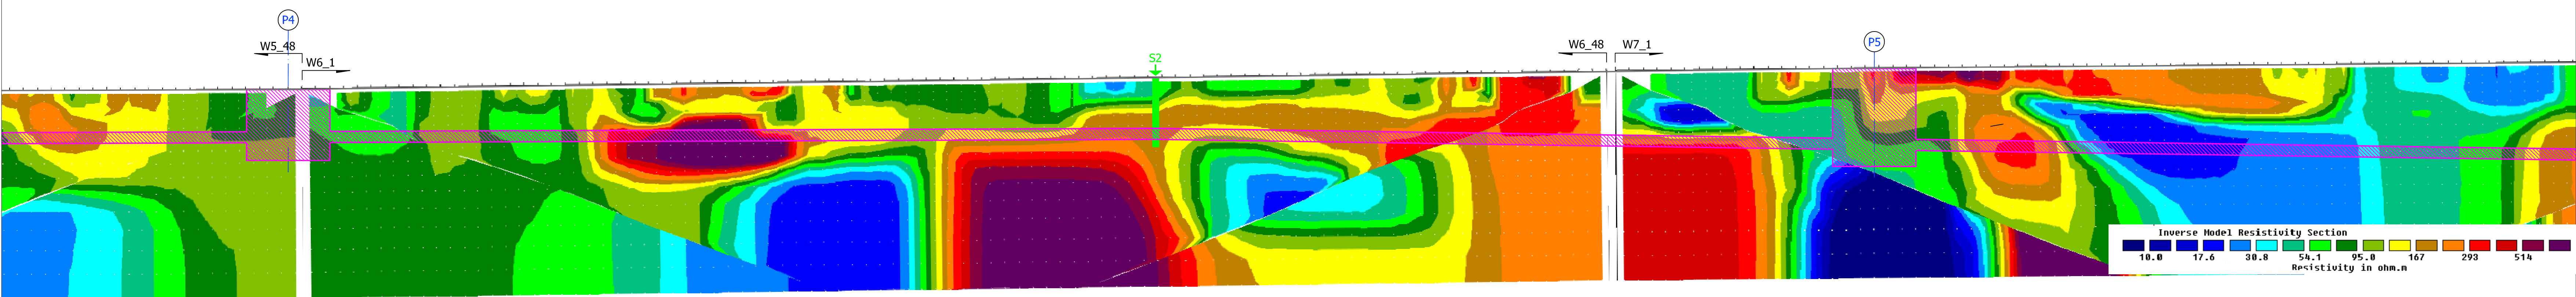 P4
W5_48
W6_1
S2
W6_48 W7_1
P5
Inverse Model Resistivity Section
10.0 17.6 30.8 54.1 95.0 167 293 514
Resistivity in ohm.m